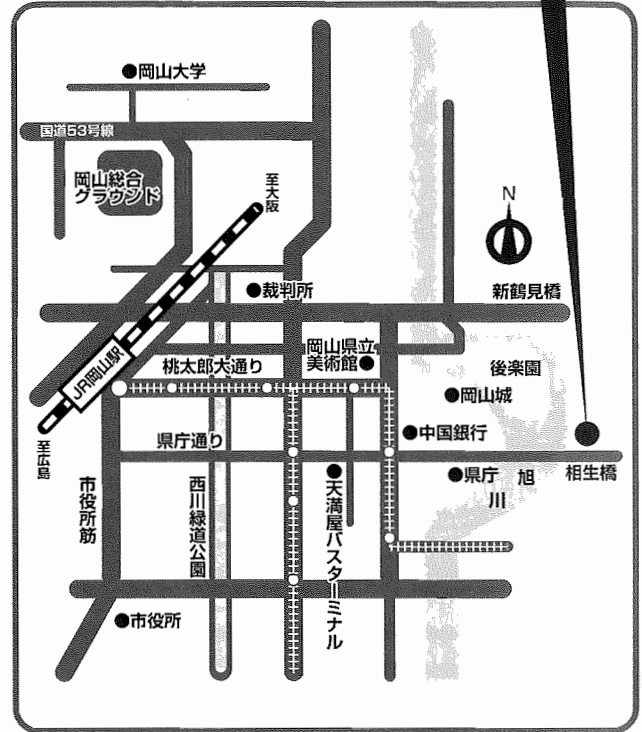 岡山大学
国道53号線
岡山総合
グラウンド
至大阪
N
裁判所
新鶴見橋
岡山県立
美術館
JR岡山駅
桃太郎大通り
後楽園
岡山城
中国銀行
県庁通り
至広島
県庁
旭川
相生橋
市役所筋
西川緑道公園
天満屋バスターミナル
市役所